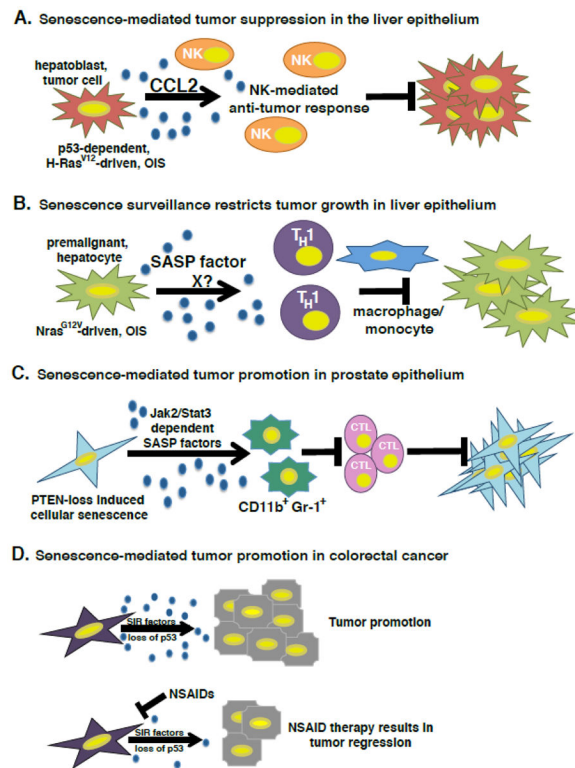 A. Senescence-mediated tumor suppression in the liver epithelium
hepatoblast,
tumor cell
CCL2
NK
NK
NK
NK-mediated
anti-tumor response
p53-dependent,
H-Ras^V12-driven, OIS
B. Senescence surveillance restricts tumor growth in liver epithelium
premalignant,
hepatocyte
SASP factor
X?
TH1
TH1
macrophage/
monocyte
Nras^G12V-driven, OIS
C. Senescence-mediated tumor promotion in prostate epithelium
Jak2/Stat3
dependent
SASP factors
CTL
CTL
CTL
PTEN-loss induced
cellular senescence
CD11b+ Gr-1+
D. Senescence-mediated tumor promotion in colorectal cancer
SIR factors
loss of p53
Tumor promotion
NSAIDs
SIR factors
loss of p53
NSAID therapy results in
tumor regression